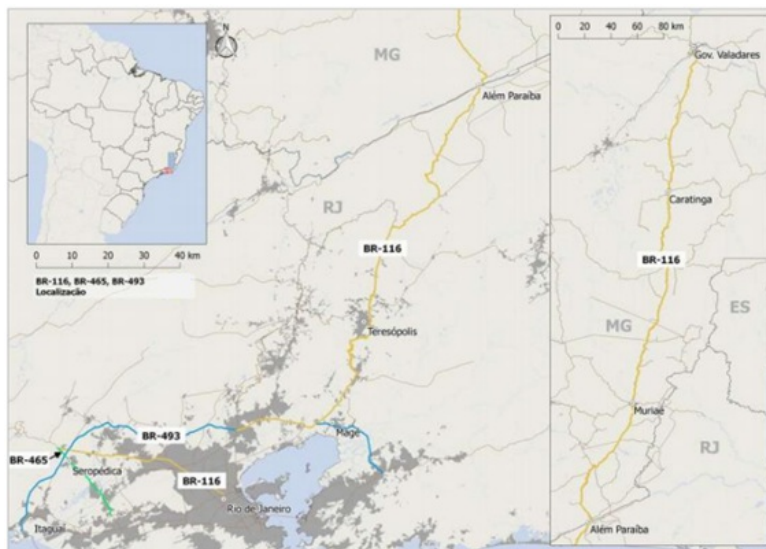 N
MG
Além Paraíba
RJ
BR-116
0 10 20 30 40 km
BR-116, BR-465, BR-493
Localização
Teresópolis
BR-493
Magé
BR-465
Seropédica
BR-116
Rio de Janeiro
Itaguaí
0 20 40 60 80 km
Gov. Valadares
Caratinga
BR-116
ES
MG
Muriaé
RJ
Além Paraíba